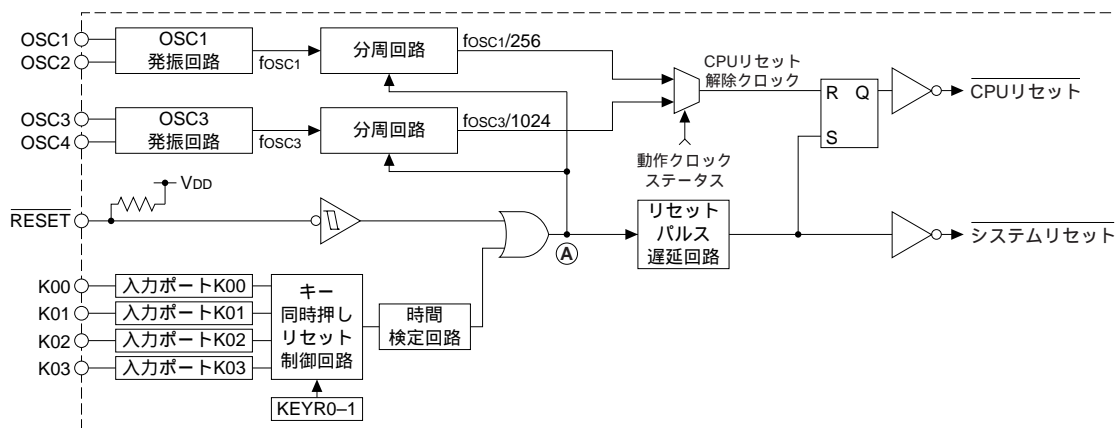 OSC1
OSC2
OSC1
発振回路
fOSC1
分周回路
fOSC1/256
CPUリセット
解除クロック
R Q
S
CPUリセット
OSC3
OSC4
OSC3
発振回路
fOSC3
分周回路
fOSC3/1024
動作クロック
ステータス
VDD
RESET
A
リセット
パルス
遅延回路
システムリセット
K00
K01
K02
K03
入力ポートK00
入力ポートK01
入力ポートK02
入力ポートK03
キー
同時押し
リセット
制御回路
時間
検定回路
KEYR0–1